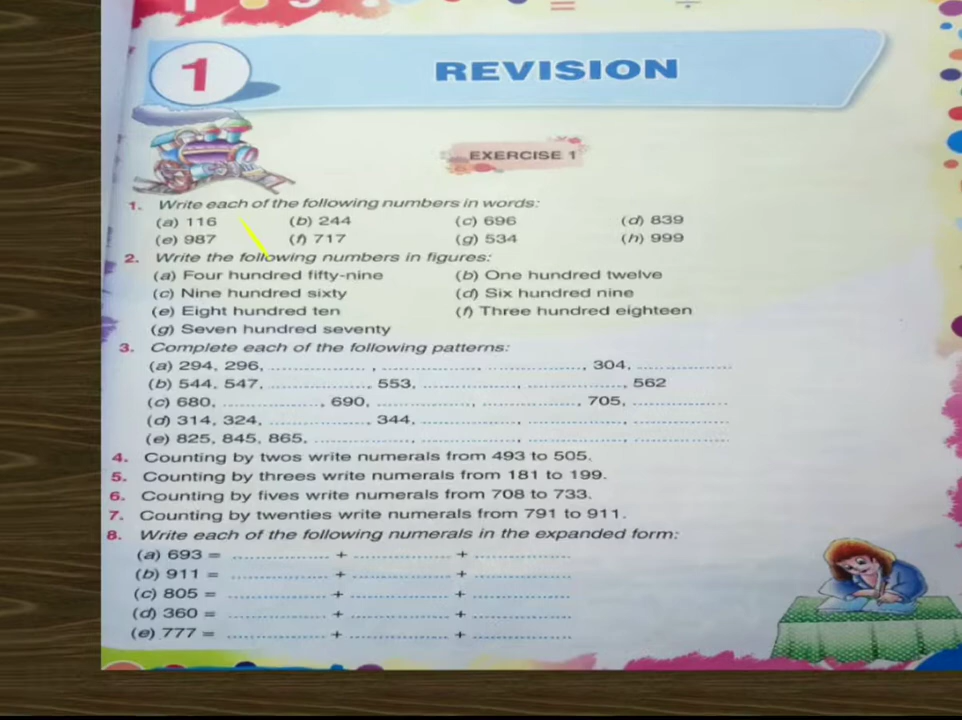 1
REVISION
EXERCISE 1
1. Write each of the following numbers in words:
(a) 116 (b) 244 (c) 696 (d) 839
(e) 987 (f) 717 (g) 534 (h) 999
2. Write the following numbers in figures:
(a) Four hundred fifty-nine (b) One hundred twelve
(c) Nine hundred sixty (d) Six hundred nine
(e) Eight hundred ten (f) Three hundred eighteen
(g) Seven hundred seventy
3. Complete each of the following patterns:
(a) 294, 296, .................... , ...................., ...................., 304, ....................
(b) 544, 547, ...................., 553, ...................., ...................., 562
(c) 680, ...................., 690, ...................., ...................., 705, ....................
(d) 314, 324, ...................., 344, ...................., ...................., ....................
(e) 825, 845, 865, ...................., ...................., ...................., ....................
4. Counting by twos write numerals from 493 to 505.
5. Counting by threes write numerals from 181 to 199.
6. Counting by fives write numerals from 708 to 733.
7. Counting by twenties write numerals from 791 to 911.
8. Write each of the following numerals in the expanded form:
(a) 693 = .................... + .................... + ....................
(b) 911 = .................... + .................... + ....................
(c) 805 = .................... + .................... + ....................
(d) 360 = .................... + .................... + ....................
(e) 777 = .................... + .................... + ....................